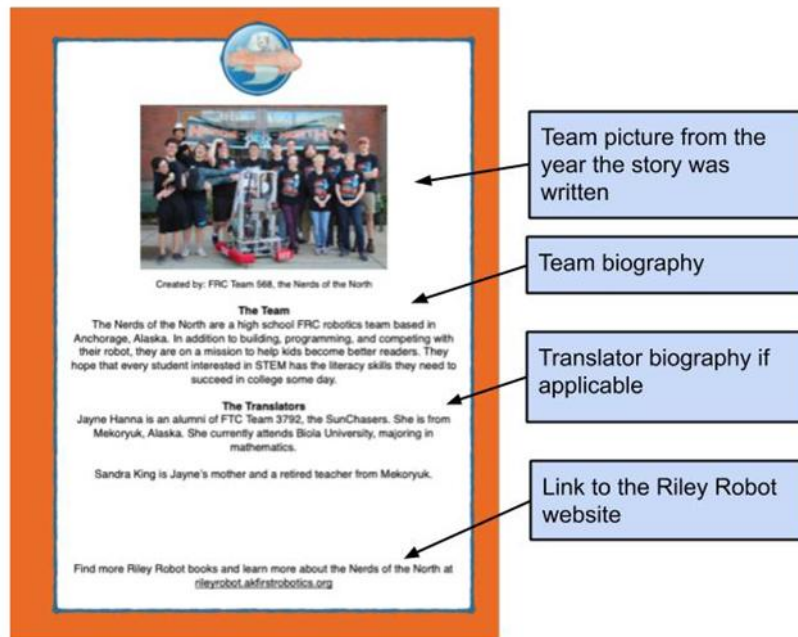 NERDS OF THE NORTH
Created by: FRC Team 568, the Nerds of the North
The Team
The Nerds of the North are a high school FRC robotics team based in
Anchorage, Alaska. In addition to building, programming, and competing with
their robot, they are on a mission to help kids become better readers. They
hope that every student interested in STEM has the literacy skills they need to
succeed in college some day.
The Translators
Jayne Hanna is an alumni of FTC Team 3792, the SunChasers. She is from
Mekoryuk, Alaska. She currently attends Biola University, majoring in
mathematics.
Sandra King is Jayne's mother and a retired teacher from Mekoryuk.
Find more Riley Robot books and learn more about the Nerds of the North at
rileyrobot.akfirstrobotics.org
Team picture from the
year the story was
written
Team biography
Translator biography if
applicable
Link to the Riley Robot
website